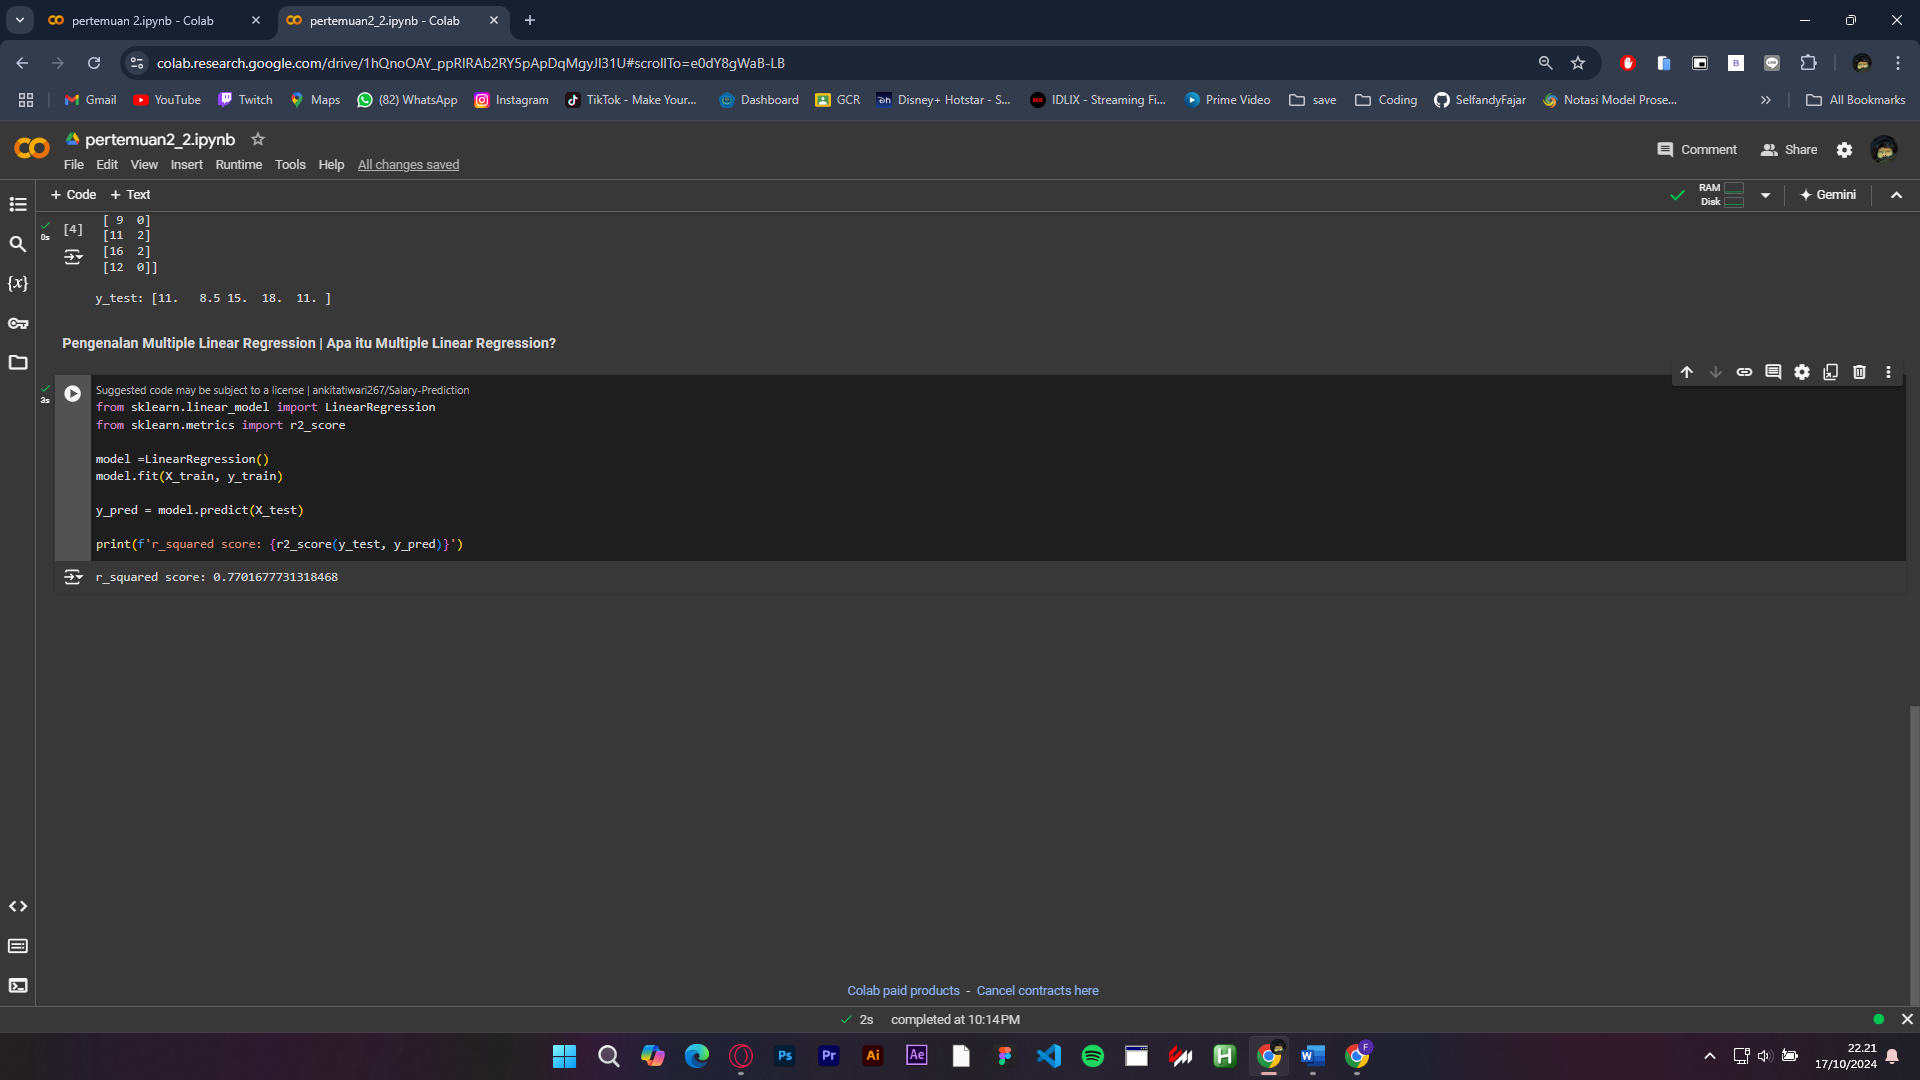 pertemuan 2.ipynb - Colab
pertemuan2_2.ipynb - Colab
colab.research.google.com/drive/1hQnoOAY_ppRlRAb2RY5pApDqMgyJl31U#scrollTo=e0dY8gWaB-LB
Gmail YouTube Twitch Maps (82) WhatsApp Instagram TikTok - Make Your... Dashboard GCR Disney+ Hotstar - S... IDLIX - Streaming Fi... Prime Video save Coding SelfandyFajar Notasi Model Prose... All Bookmarks
pertemuan2_2.ipynb
File Edit View Insert Runtime Tools Help All changes saved
Comment Share
+ Code + Text
RAM
Disk
Gemini
[ 9 0]
0s [4]
[11 2]
[16 2]
[12 0]]
y_test: [11. 8.5 15. 18. 11. ]
Pengenalan Multiple Linear Regression | Apa itu Multiple Linear Regression?
3s
Suggested code may be subject to a license | ankitatiwari267/Salary-Prediction
from sklearn.linear_model import LinearRegression
from sklearn.metrics import r2_score
model =LinearRegression()
model.fit(X_train, y_train)
y_pred = model.predict(X_test)
print(f'r_squared score: {r2_score(y_test, y_pred)}')
r_squared score: 0.7701677731318468
Colab paid products - Cancel contracts here
2s completed at 10:14 PM
Ps Pr Ai Ae
22.21
17/10/2024